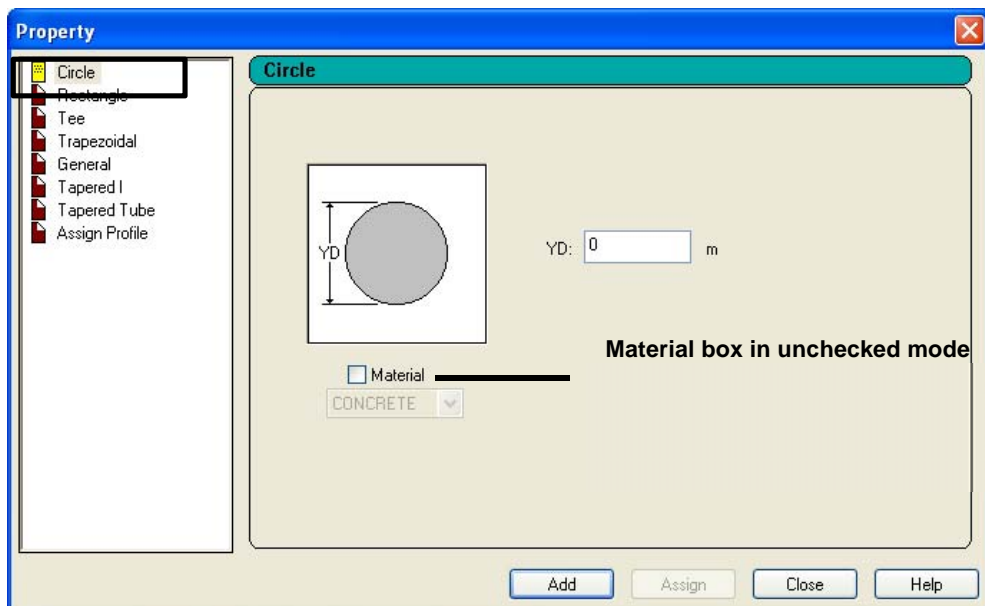 Property
Circle
Rectangle
Tee
Trapezoidal
General
Tapered I
Tapered Tube
Assign Profile
Circle
YD
YD: 0 m
Material box in unchecked mode
Material
CONCRETE
Add Assign Close Help